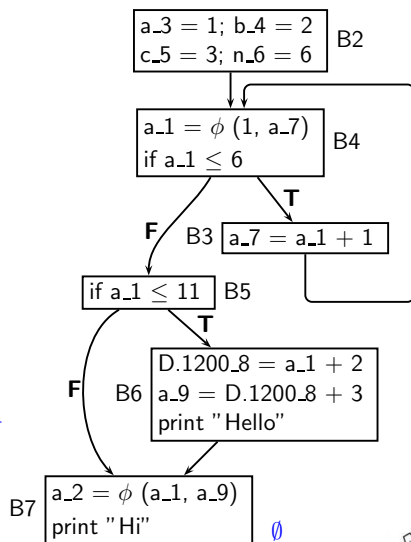 a_3 = 1; b_4 = 2
c_5 = 3; n_6 = 6
B2
a_1 = ϕ (1, a_7)
if a_1 ≤ 6
B4
F
T
B3
a_7 = a_1 + 1
if a_1 ≤ 11
B5
T
F
D.1200_8 = a_1 + 2
a_9 = D.1200_8 + 3
print "Hello"
B6
B7
a_2 = ϕ (a_1, a_9)
print "Hi"
∅